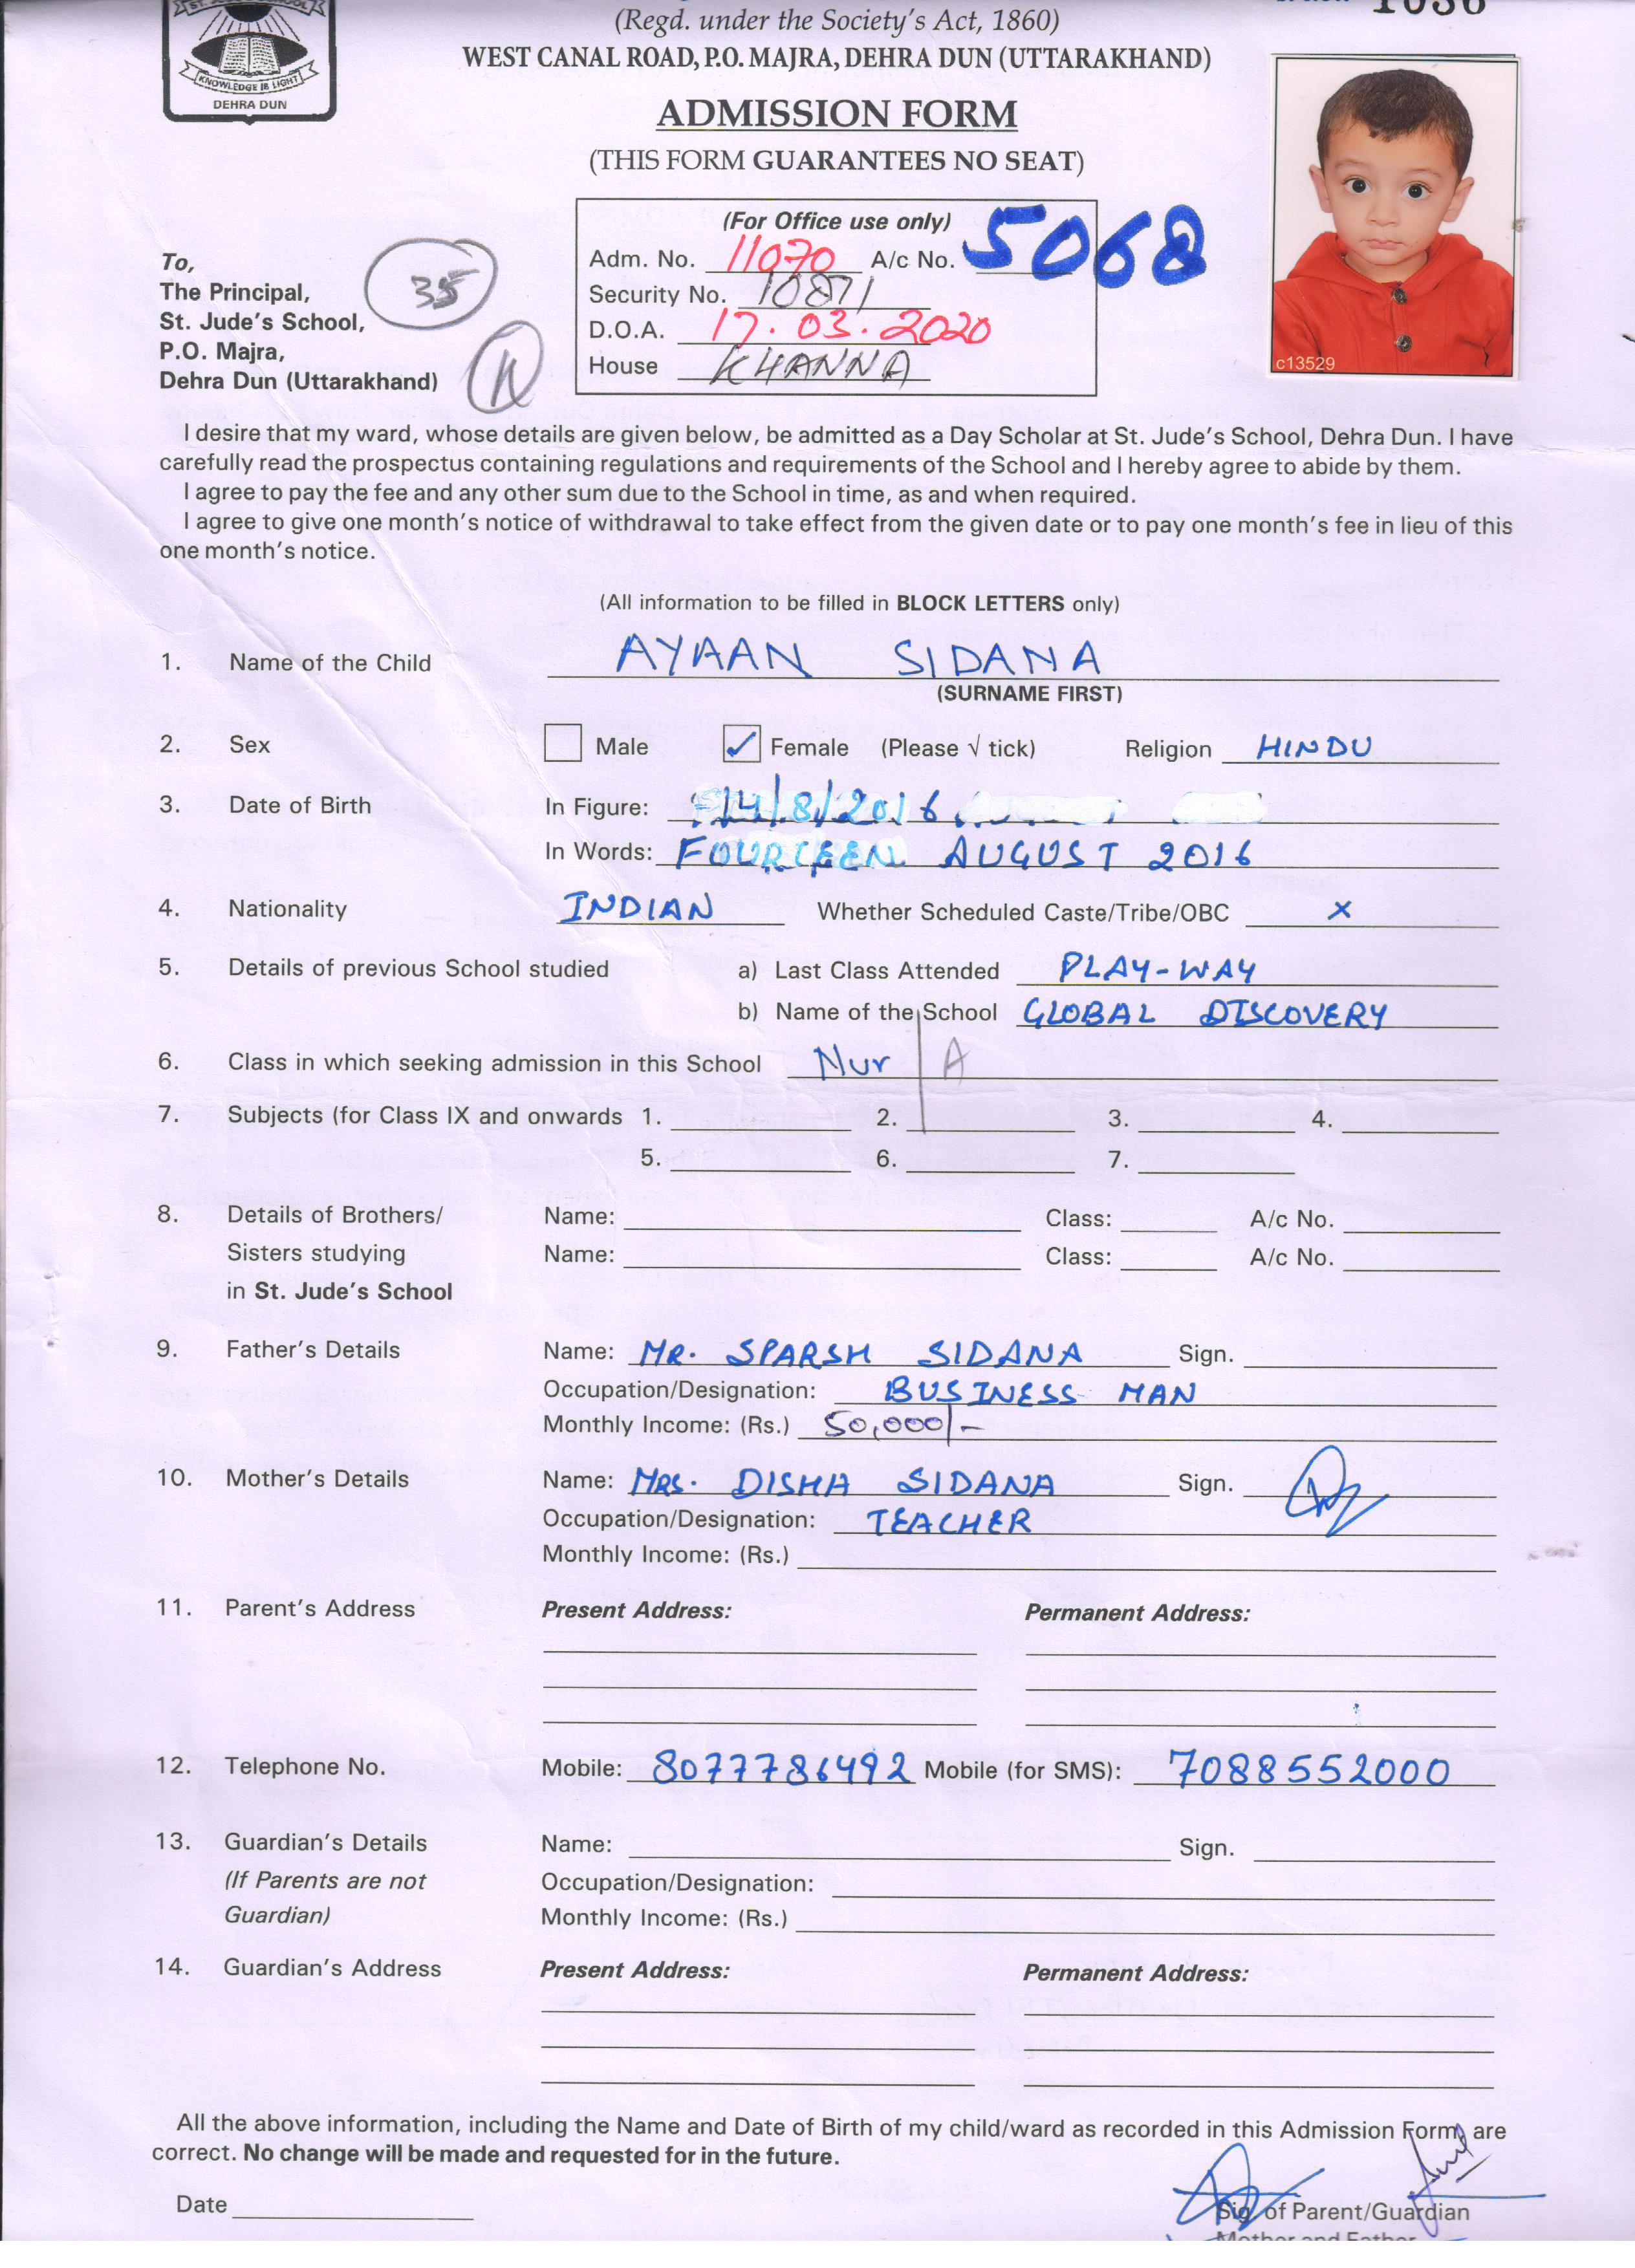 (Regd. under the Society's Act, 1860)
WEST CANAL ROAD, P.O. MAJRA, DEHRA DUN (UTTARAKHAND)
KNOWLEDGE IS LIGHT
DEHRA DUN
ADMISSION FORM
(THIS FORM GUARANTEES NO SEAT)
c13529
(For Office use only)
Adm. No. 11070 A/c No. 5068
Security No. 10871
D.O.A. 17.03.2020
House KHANNA
35
To,
The Principal,
St. Jude's School,
P.O. Majra,
Dehra Dun (Uttarakhand)
I desire that my ward, whose details are given below, be admitted as a Day Scholar at St. Jude's School, Dehra Dun. I have
carefully read the prospectus containing regulations and requirements of the School and I hereby agree to abide by them.
I agree to pay the fee and any other sum due to the School in time, as and when required.
I agree to give one month's notice of withdrawal to take effect from the given date or to pay one month's fee in lieu of this
one month's notice.
(All information to be filled in BLOCK LETTERS only)
1. Name of the Child AYAAN SIDANA
(SURNAME FIRST)
2. Sex Male ✓ Female (Please √ tick) Religion HINDU
3. Date of Birth In Figure: 14/8/2016
In Words: FOURTEEN AUGUST 2016
4. Nationality INDIAN Whether Scheduled Caste/Tribe/OBC x
5. Details of previous School studied a) Last Class Attended PLAY-WAY
b) Name of the School GLOBAL DISCOVERY
6. Class in which seeking admission in this School Nur | A
7. Subjects (for Class IX and onwards 1. 2. 3. 4.
5. 6. 7.
8. Details of Brothers/ Name: Class: A/c No.
Sisters studying Name: Class: A/c No.
in St. Jude's School
9. Father's Details Name: MR. SPARSH SIDANA Sign.
Occupation/Designation: BUSINESS MAN
Monthly Income: (Rs.) 50,000/-
10. Mother's Details Name: MRS. DISHA SIDANA Sign.
Occupation/Designation: TEACHER
Monthly Income: (Rs.)
11. Parent's Address Present Address: Permanent Address:
12. Telephone No. Mobile: 8077786492 Mobile (for SMS): 7088552000
13. Guardian's Details Name: Sign.
(If Parents are not Occupation/Designation:
Guardian) Monthly Income: (Rs.)
14. Guardian's Address Present Address: Permanent Address:
All the above information, including the Name and Date of Birth of my child/ward as recorded in this Admission Form, are
correct. No change will be made and requested for in the future.
Date
Sig. of Parent/Guardian
Mother and Father